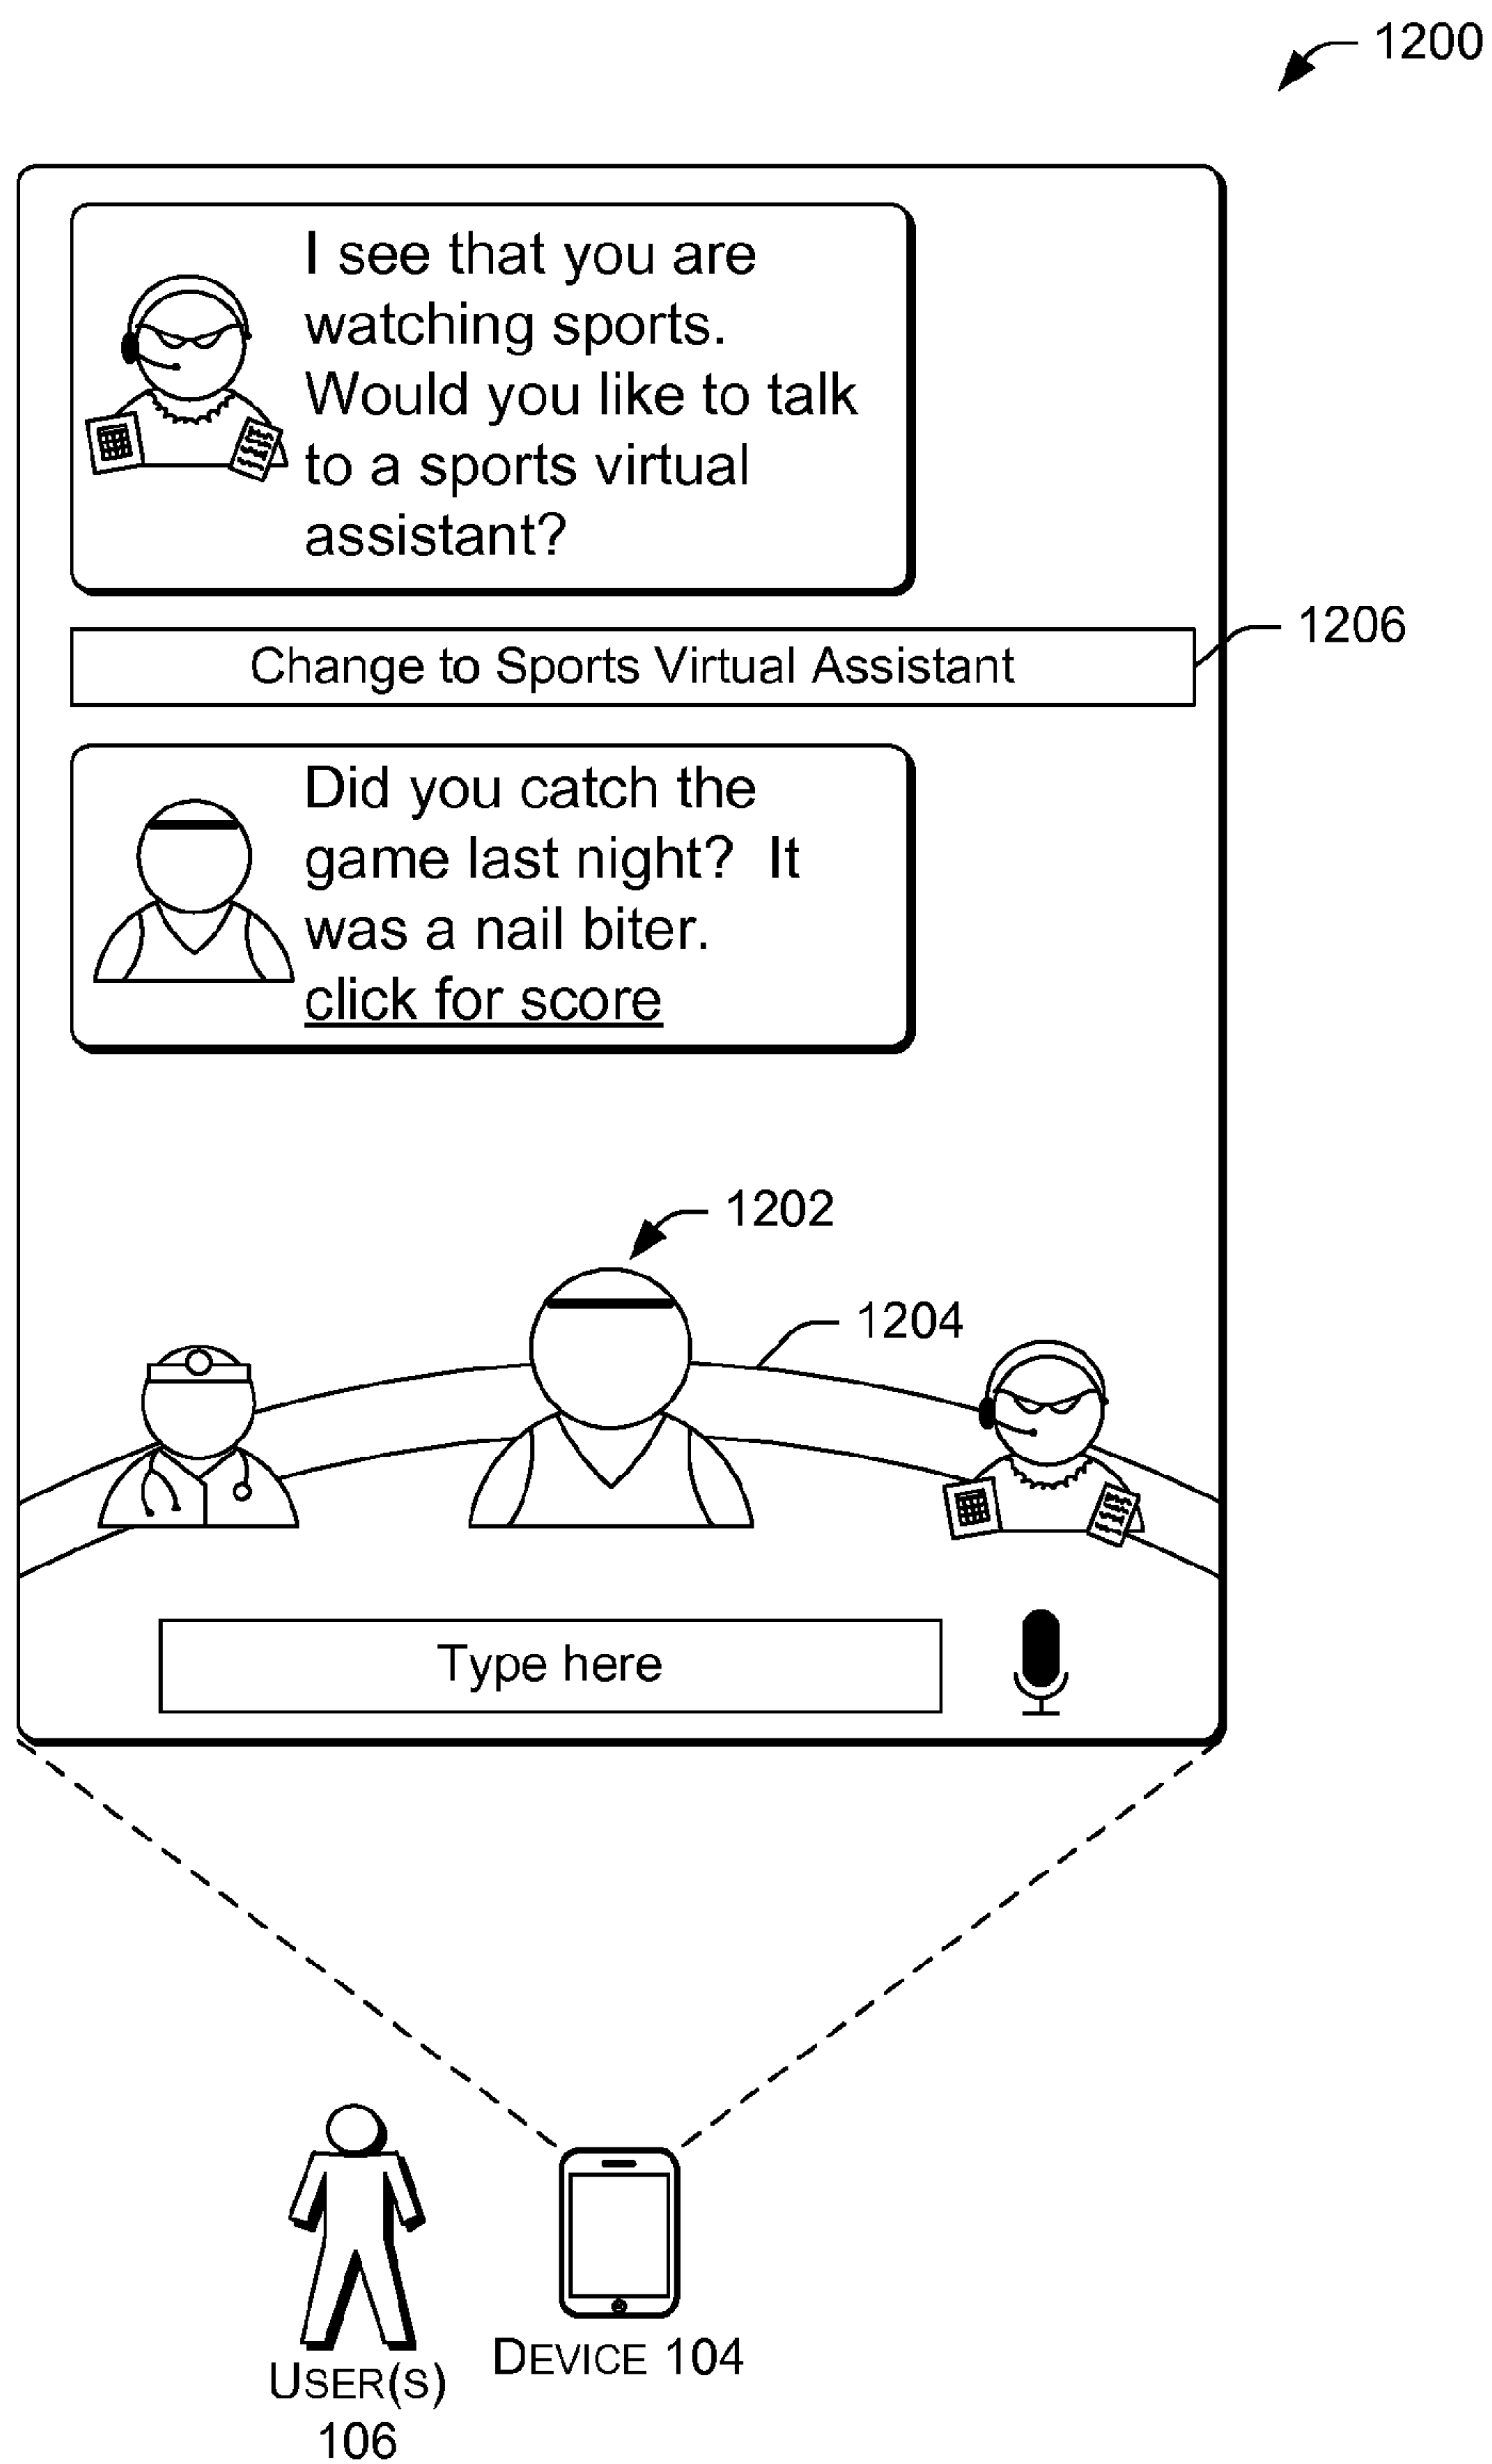 1200
I see that you are
watching sports.
Would you like to talk
to a sports virtual
assistant?
1206
Change to Sports Virtual Assistant
Did you catch the
game last night? It
was a nail biter.
click for score
1202
1204
Type here
DEVICE 104
USER(S)
106